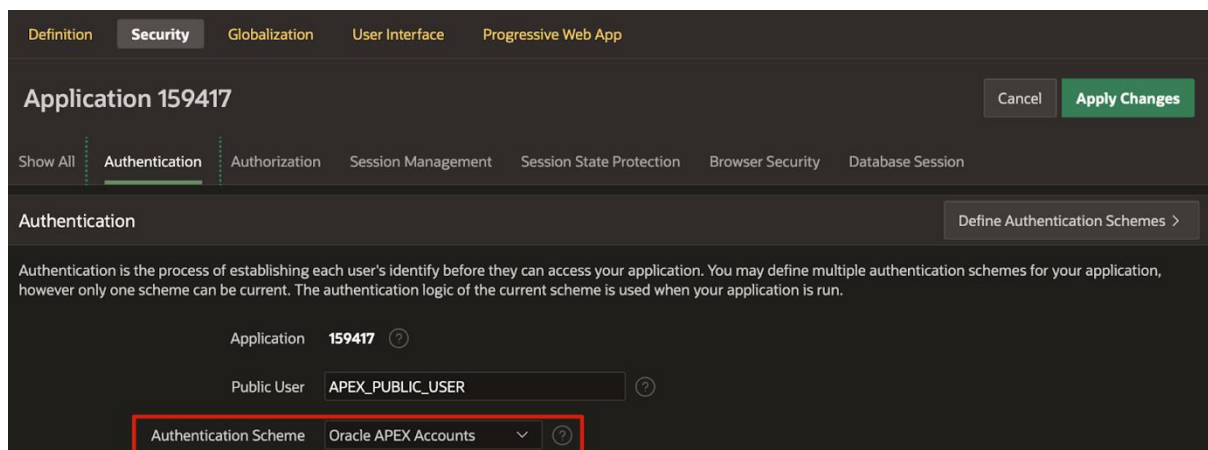 Definition Security Globalization User Interface Progressive Web App
Application 159417 Cancel Apply Changes
Show All Authentication Authorization Session Management Session State Protection Browser Security Database Session
Authentication Define Authentication Schemes >
Authentication is the process of establishing each user's identify before they can access your application. You may define multiple authentication schemes for your application,
however only one scheme can be current. The authentication logic of the current scheme is used when your application is run.
Application 159417 ?
Public User APEX_PUBLIC_USER ?
Authentication Scheme Oracle APEX Accounts ?